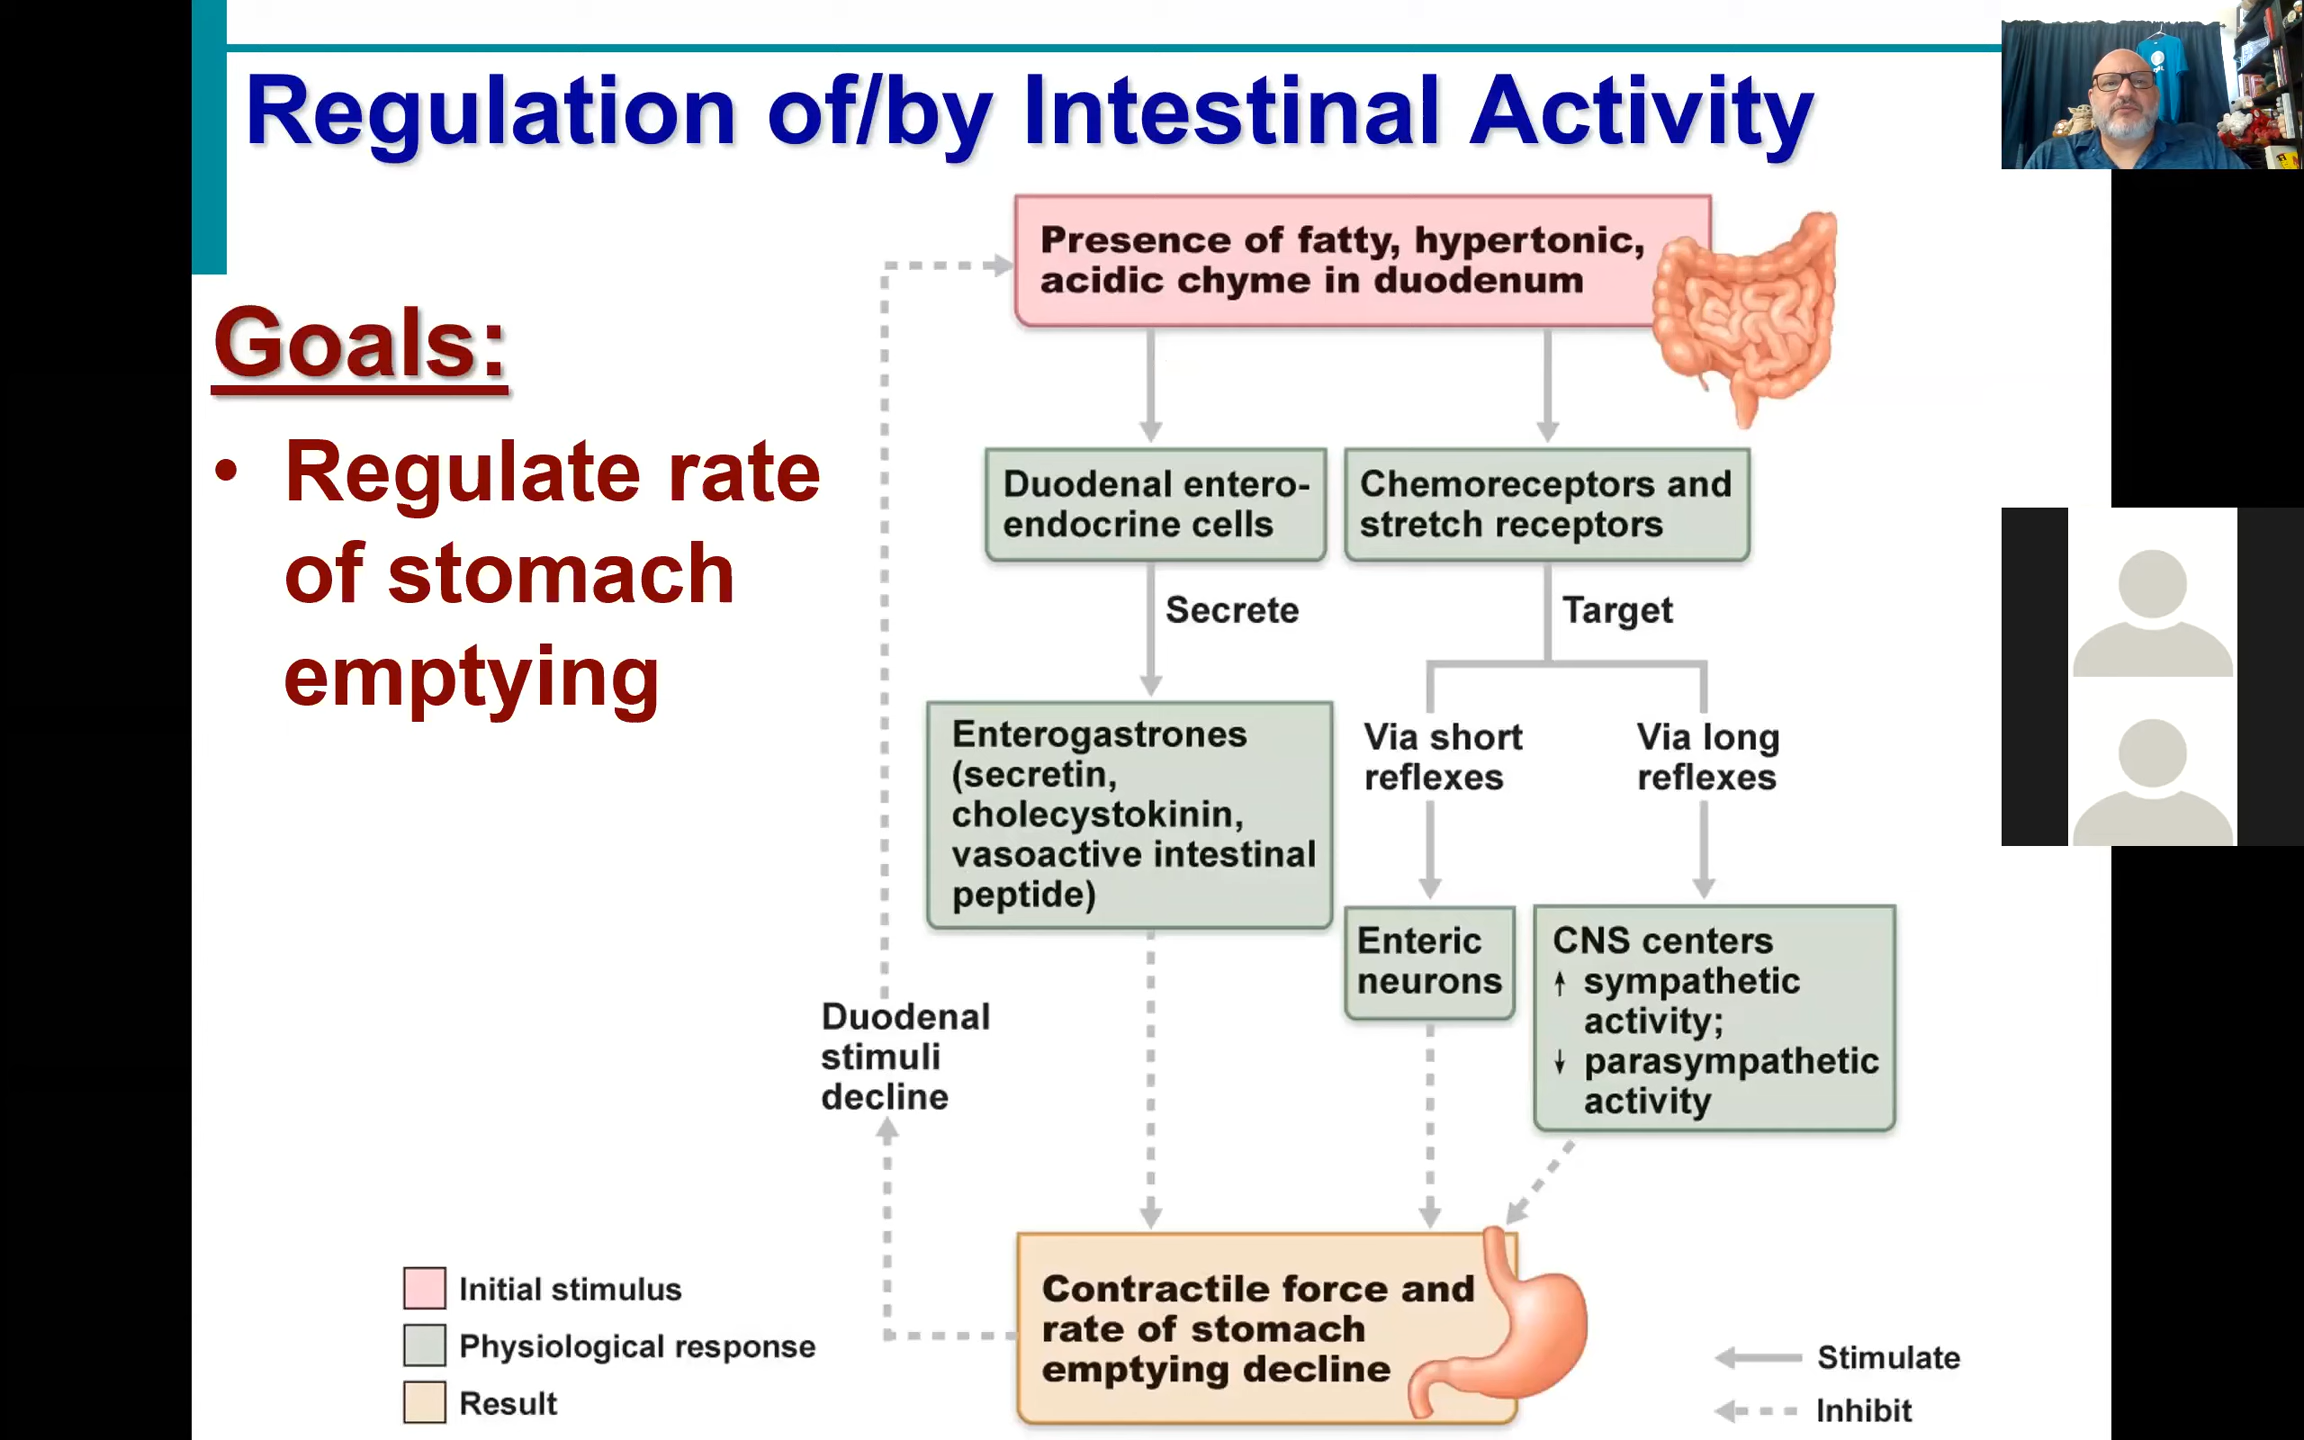 Regulation of/by Intestinal Activity
Goals:
• Regulate rate
of stomach
emptying
Presence of fatty, hypertonic,
acidic chyme in duodenum
Duodenal entero-
endocrine cells
Chemoreceptors and
stretch receptors
Secrete
Target
Enterogastrones
(secretin,
cholecystokinin,
vasoactive intestinal
peptide)
Via short
reflexes
Via long
reflexes
Enteric
neurons
CNS centers
↑ sympathetic
activity;
↓ parasympathetic
activity
Duodenal
stimuli
decline
Contractile force and
rate of stomach
emptying decline
Initial stimulus
Physiological response
Result
Stimulate
Inhibit